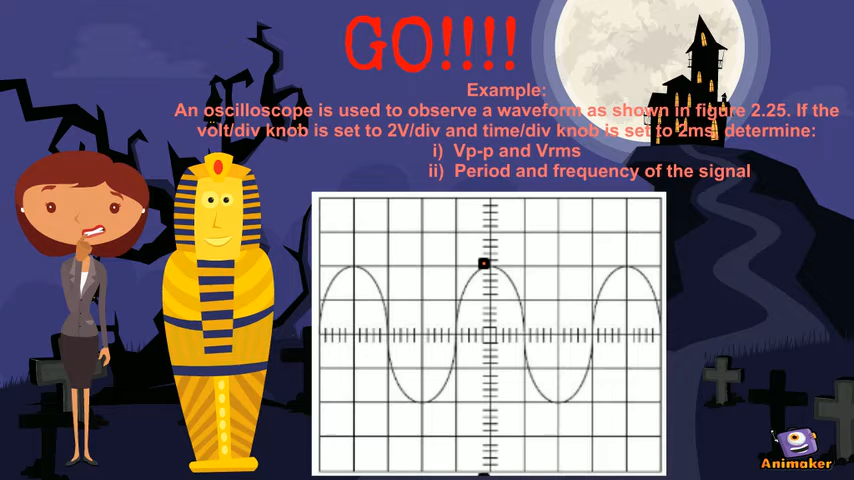 GO!!!!
Example:
An oscilloscope is used to observe a waveform as shown in figure 2.25. If the
volt/div knob is set to 2V/div and time/div knob is set to 2ms, determine:
i) Vp-p and Vrms
ii) Period and frequency of the signal
Animaker